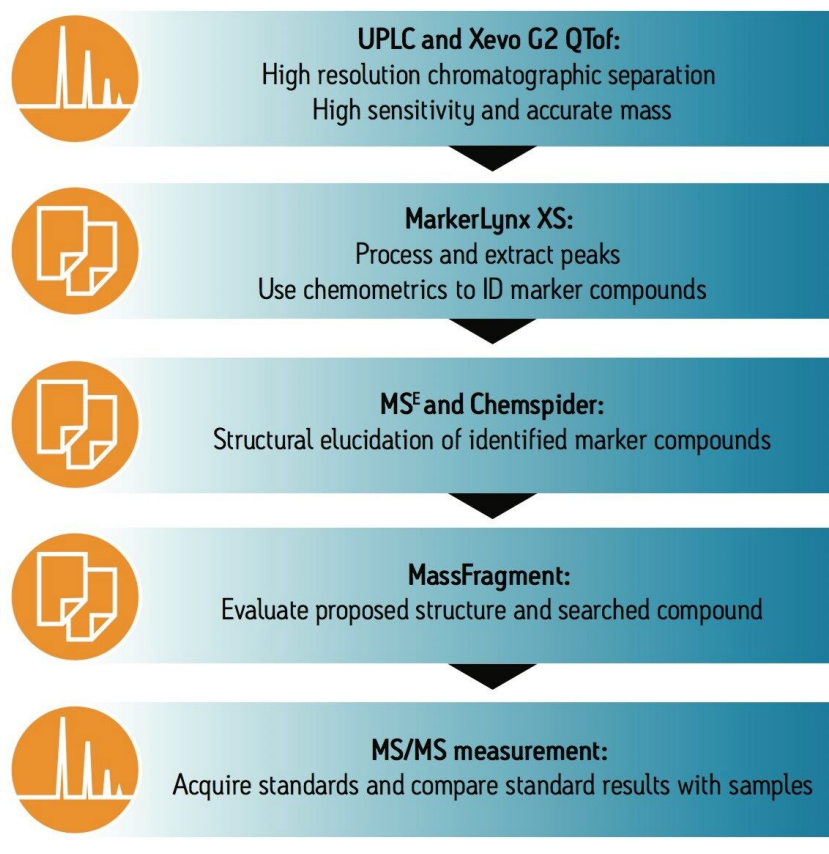 UPLC and Xevo G2 QTof:
High resolution chromatographic separation
High sensitivity and accurate mass
MarkerLynx XS:
Process and extract peaks
Use chemometrics to ID marker compounds
MSᴱ and Chemspider:
Structural elucidation of identified marker compounds
MassFragment:
Evaluate proposed structure and searched compound
MS/MS measurement:
Acquire standards and compare standard results with samples